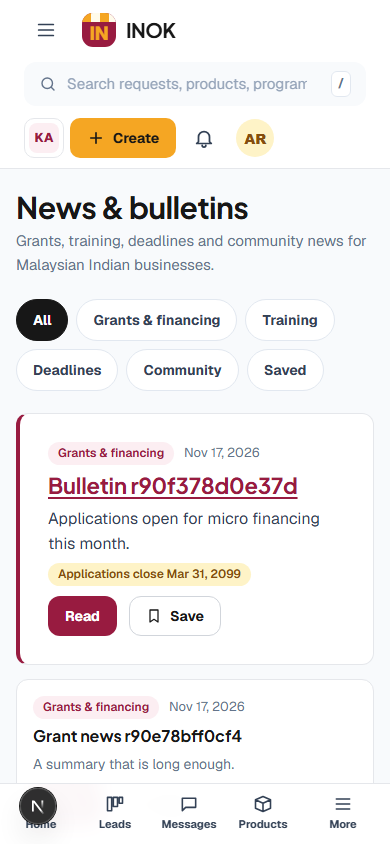 IN INOK
Search requests, products, program
/
KA
+ Create
AR
News & bulletins
Grants, training, deadlines and community news for
Malaysian Indian businesses.
All
Grants & financing
Training
Deadlines
Community
Saved
Grants & financing Nov 17, 2026
Bulletin r90f378d0e37d
Applications open for micro financing
this month.
Applications close Mar 31, 2099
Read
Save
Grants & financing Nov 17, 2026
Grant news r90e78bff0cf4
A summary that is long enough.
N
Home
Leads
Messages
Products
More